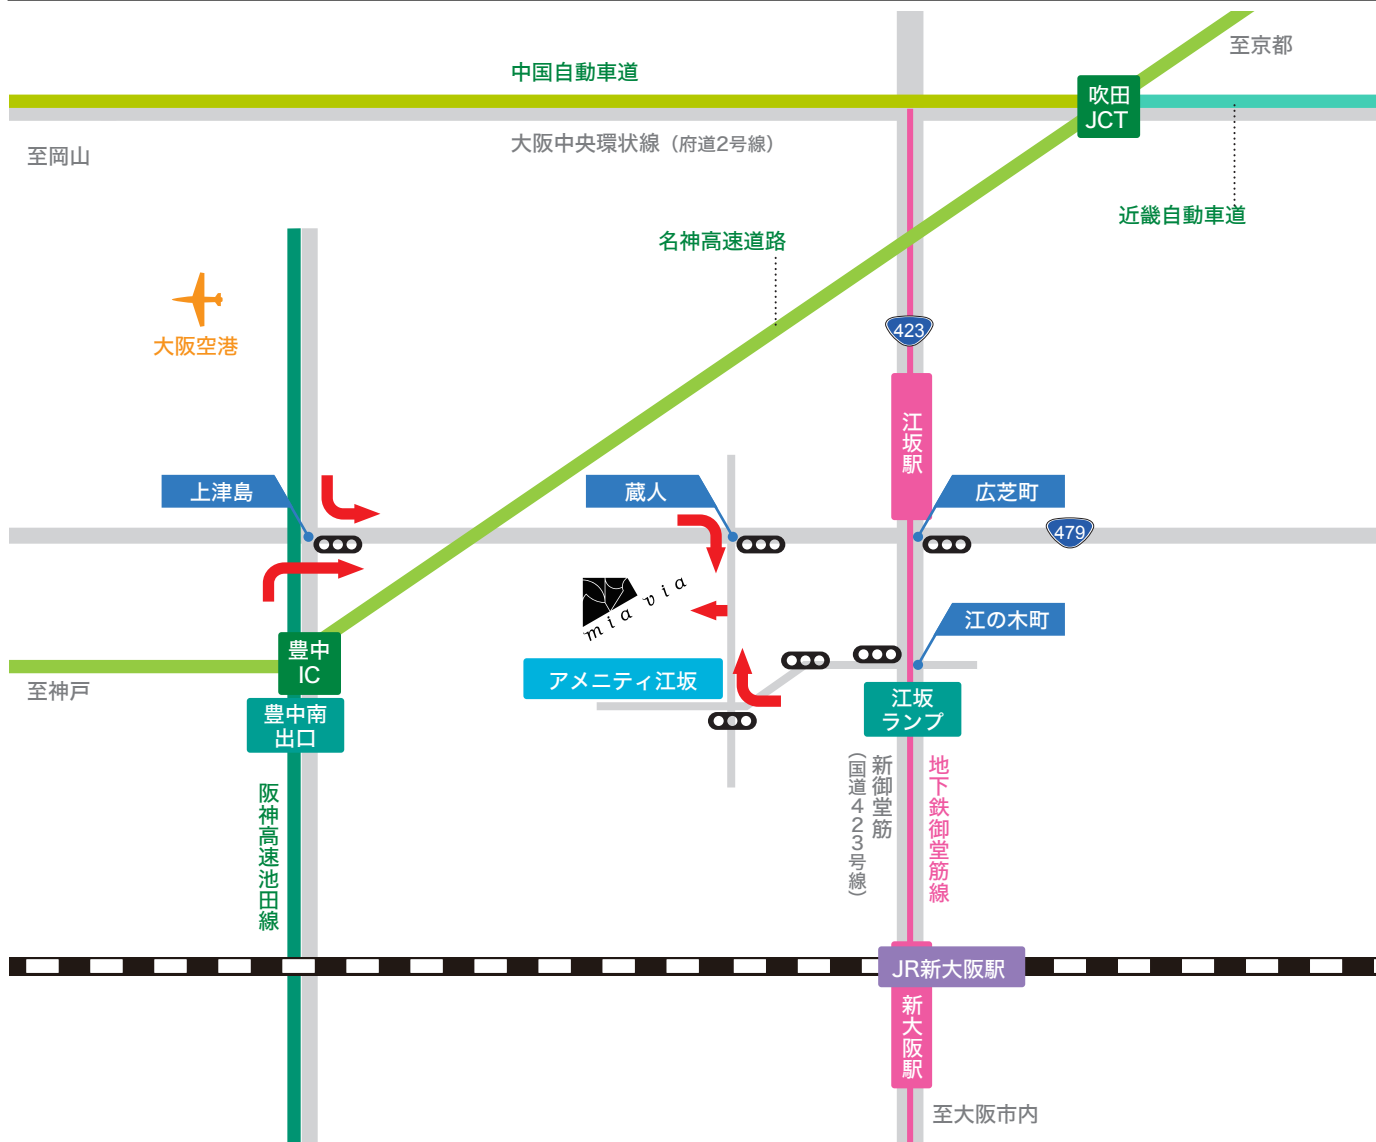 至京都
中国自動車道
吹田
JCT
大阪中央環状線（府道2号線）
至岡山
近畿自動車道
名神高速道路
423
大阪空港
江坂駅
上津島
蔵人
広芝町
479
mia via
江の木町
豊中
IC
アメニティ江坂
至神戸
江坂
ランプ
豊中南
出口
新御堂筋
（国道423号線）
地下鉄御堂筋線
阪神高速池田線
JR新大阪駅
新大阪駅
至大阪市内